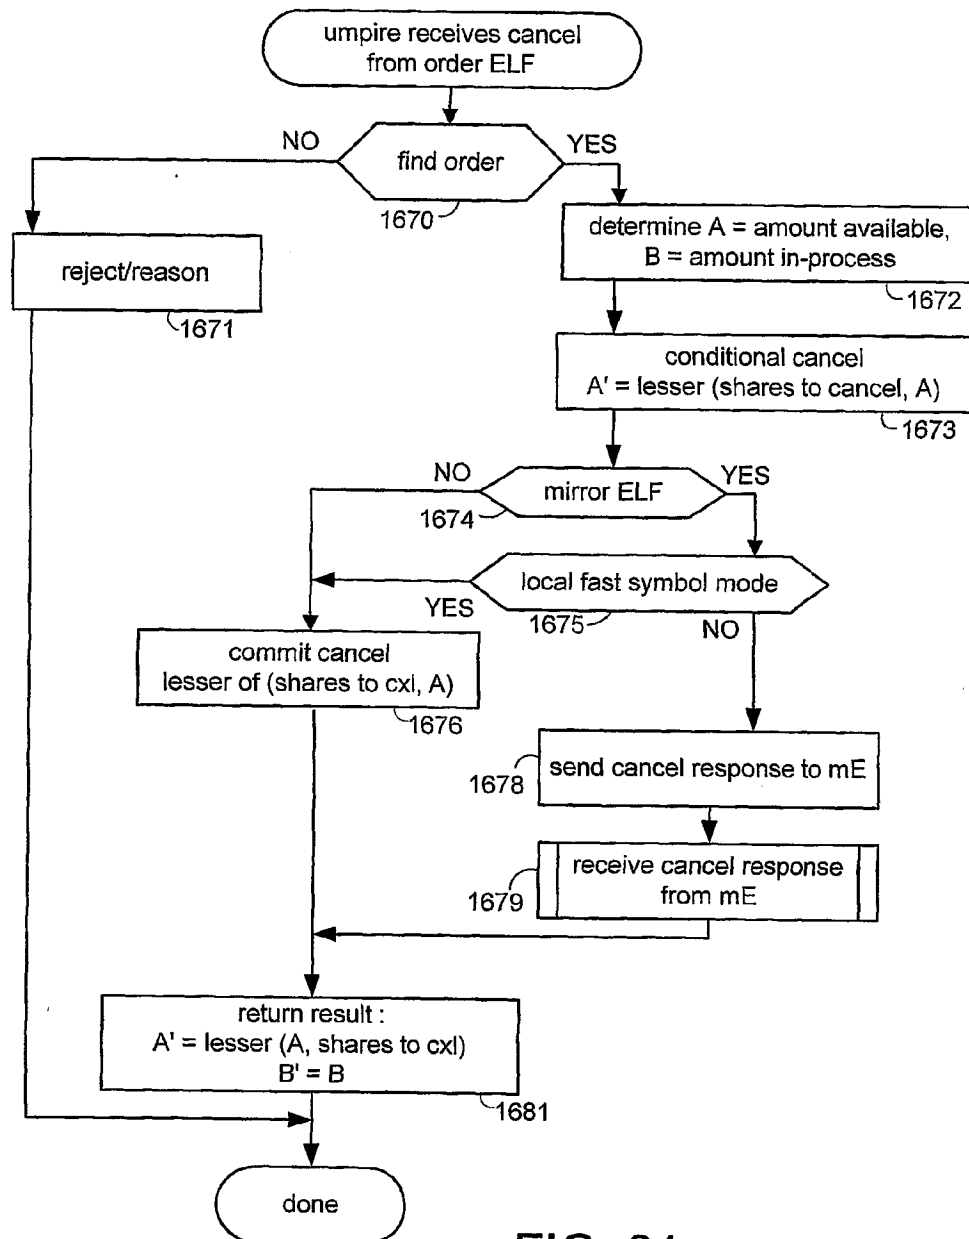 umpire receives cancel
from order ELF
NO
YES
find order
1670
determine A = amount available,
B = amount in-process
1672
reject/reason
1671
conditional cancel
A' = lesser (shares to cancel, A)
1673
NO
YES
mirror ELF
1674
local fast symbol mode
YES
1675
NO
commit cancel
lesser of (shares to cxl, A)
1676
send cancel response to mE
1678
receive cancel response
from mE
1679
return result :
A' = lesser (A, shares to cxl)
B' = B
1681
done